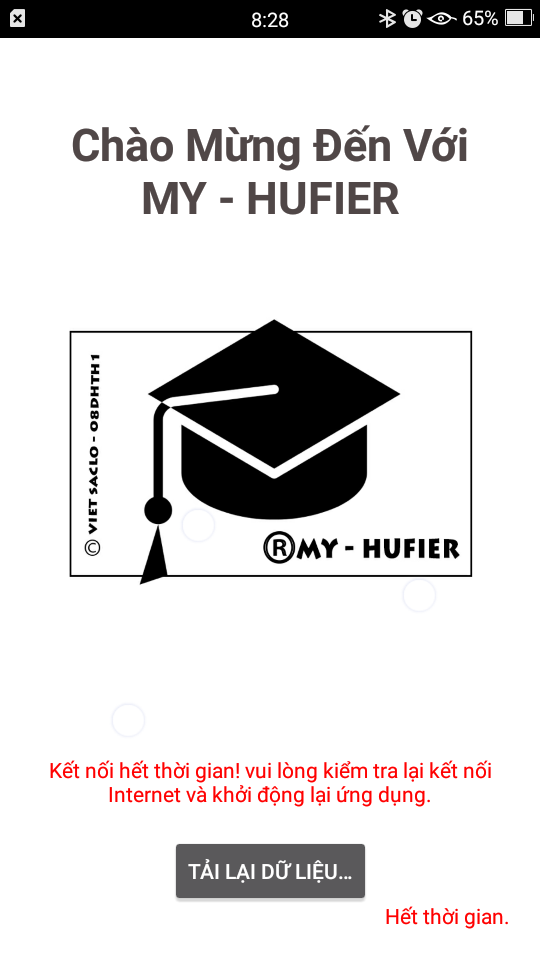 8:28
65%
Chào Mừng Đến Với
MY - HUFIER
© VIET SACLO - 08DHTH1
®MY - HUFIER
Kết nối hết thời gian! vui lòng kiểm tra lại kết nối
Internet và khởi động lại ứng dụng.
TẢI LẠI DỮ LIỆU...
Hết thời gian.